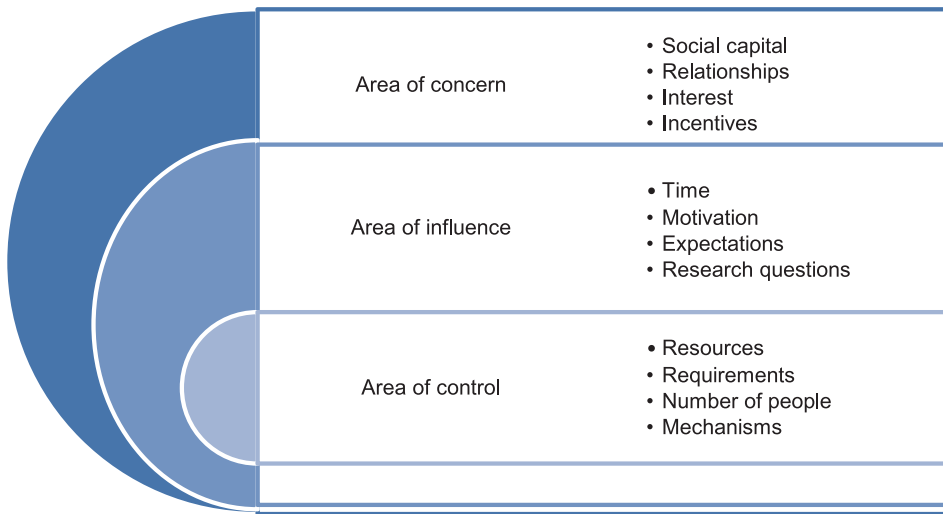 Area of concern
• Social capital
• Relationships
• Interest
• Incentives
Area of influence
• Time
• Motivation
• Expectations
• Research questions
Area of control
• Resources
• Requirements
• Number of people
• Mechanisms